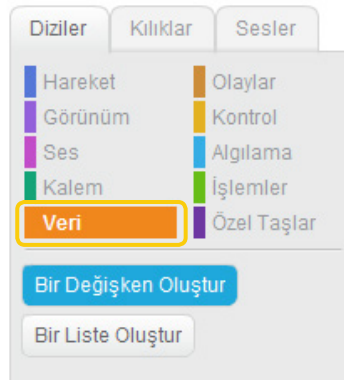 Diziler Kılıklar Sesler
Hareket Olaylar
Görünüm Kontrol
Ses Algılama
Kalem İşlemler
Veri Özel Taşlar
Bir Değişken Oluştur
Bir Liste Oluştur